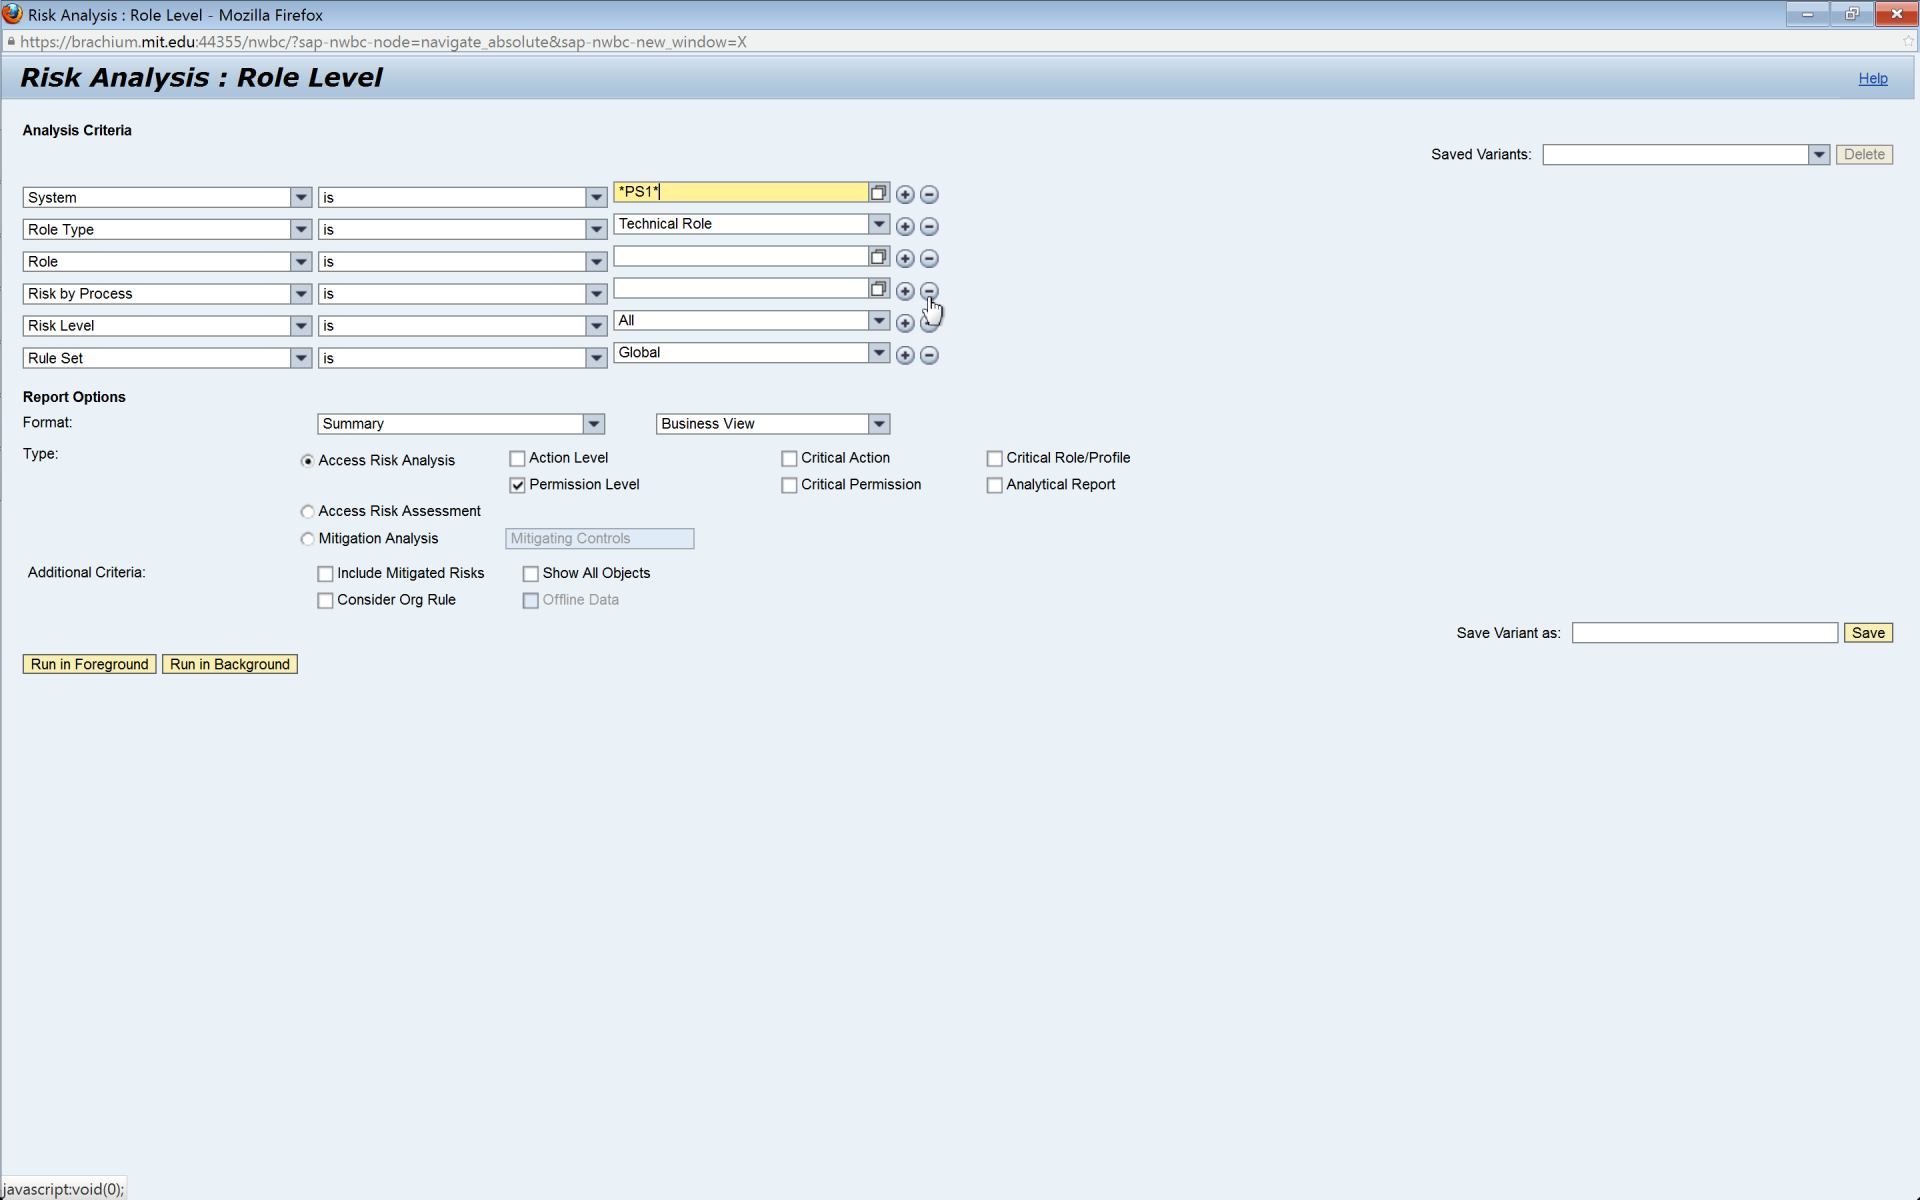 Risk Analysis : Role Level - Mozilla Firefox
https://brachium.mit.edu:44355/nwbc/?sap-nwbc-node=navigate_absolute&sap-nwbc-new_window=X
Risk Analysis : Role Level
Help
Analysis Criteria
Saved Variants:
Delete
System is *PS1*
Role Type is Technical Role
Role is
Risk by Process is
Risk Level is All
Rule Set is Global
Report Options
Format: Summary Business View
Type: Access Risk Analysis Action Level Critical Action Critical Role/Profile
Permission Level Critical Permission Analytical Report
Access Risk Assessment
Mitigation Analysis Mitigating Controls
Additional Criteria: Include Mitigated Risks Show All Objects
Consider Org Rule Offline Data
Save Variant as: Save
Run in Foreground Run in Background
javascript:void(0);